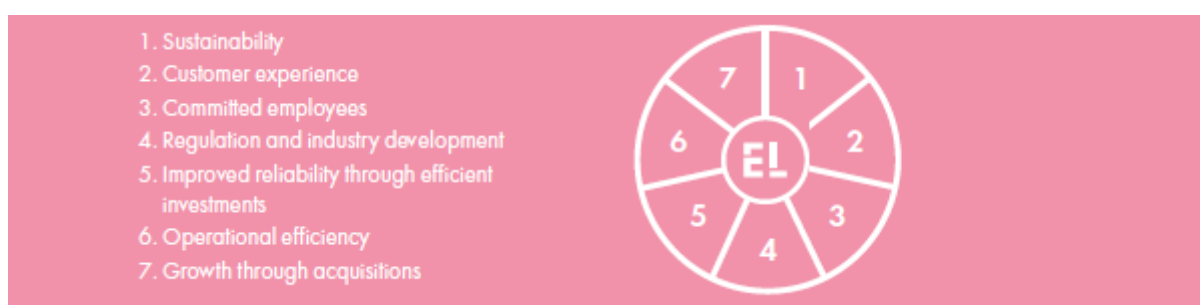 1. Sustainability
2. Customer experience
3. Committed employees
4. Regulation and industry development
5. Improved reliability through efficient
investments
6. Operational efficiency
7. Growth through acquisitions
7 1
6 EL 2
5 3
4